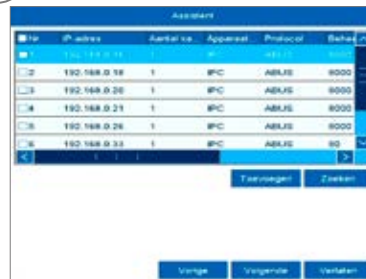 Assistent
Nr IP-adres Aantal ka... Apparaat... Protocol Behee
1
2 192.168.0.18 1 IPC ABUS 8000
3 192.168.0.20 1 IPC ABUS 8000
4 192.168.0.21 1 IPC ABUS 8000
5 192.168.0.26 1 IPC ABUS 8000
6 192.168.0.33 1 IPC ABUS 80
Toevoegen Zoeken
Vorige Volgende Verlaten